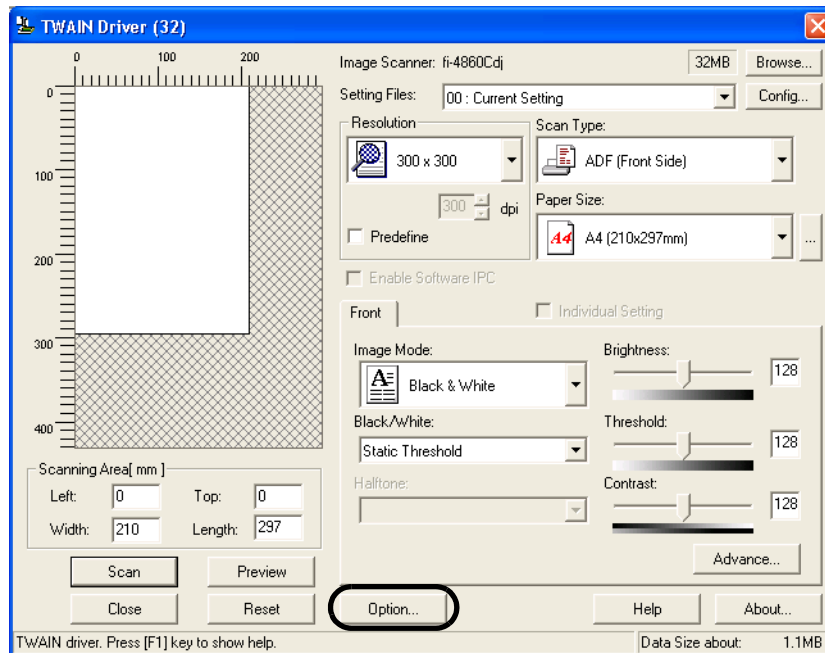 TWAIN Driver (32)
0 100 200
0
100
200
300
400
Image Scanner: fi-4860Cdj 32MB Browse...
Setting Files: 00 : Current Setting Config...
Resolution
300 x 300
300 dpi
Predefine
Scan Type:
ADF (Front Side)
Paper Size:
A4 A4 (210x297mm) ...
Enable Software IPC
Front
Individual Setting
Image Mode:
A Black & White
Black/White:
Static Threshold
Halftone:
Brightness:
128
Threshold:
128
Contrast:
128
Advance...
Scanning Area[ mm ]
Left: 0 Top: 0
Width: 210 Length: 297
Scan Preview
Close Reset Option... Help About...
TWAIN driver. Press [F1] key to show help. Data Size about: 1.1MB